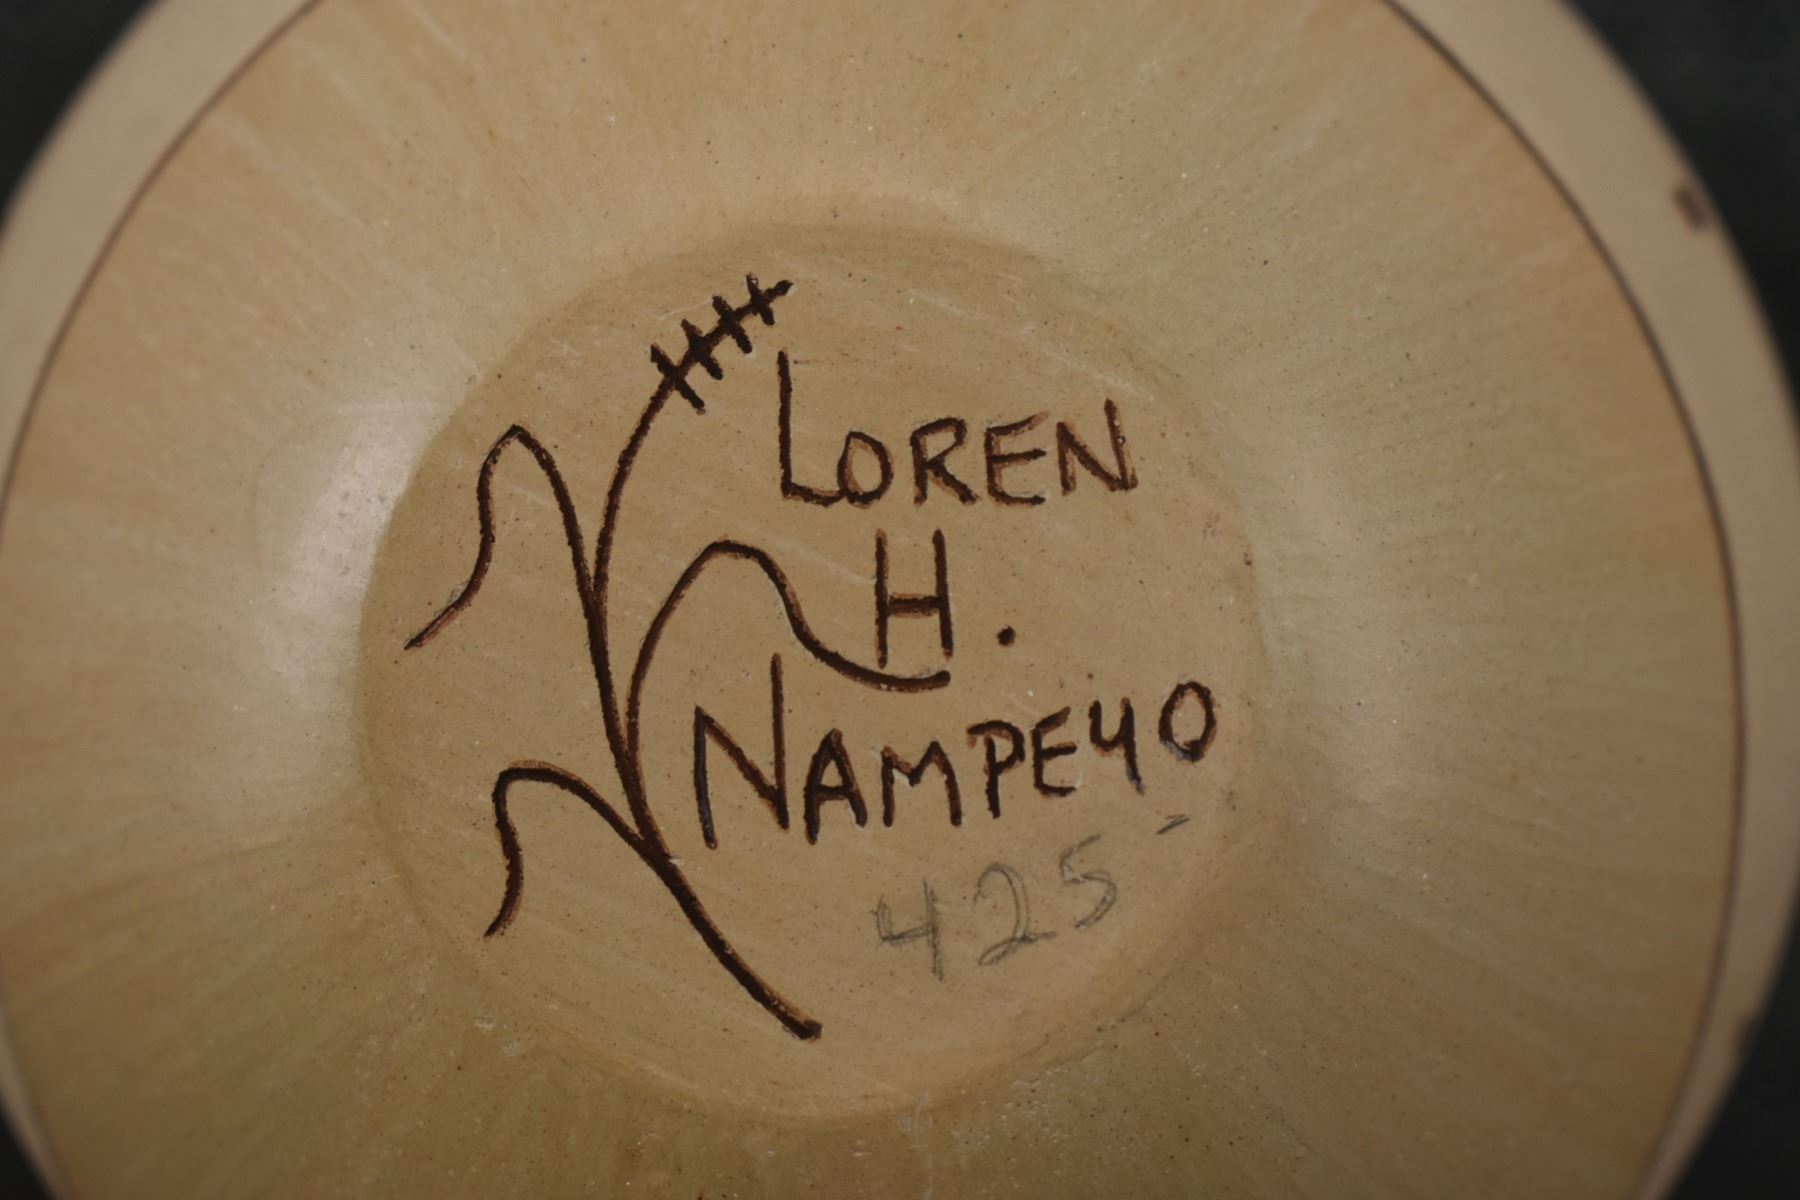 LOREN
H.
NAMPEYO
425-